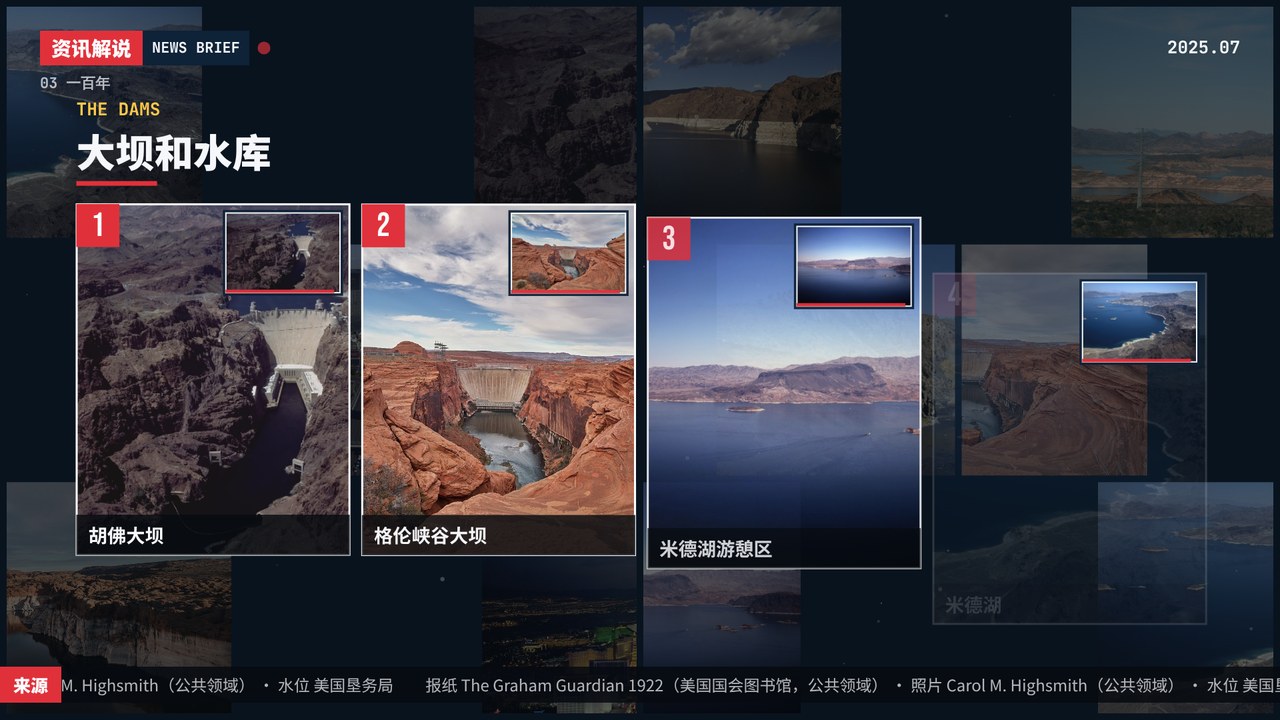 资讯解说 NEWS BRIEF
2025.07
03 一百年
THE DAMS
大坝和水库
1
2
3
4
胡佛大坝
格伦峡谷大坝
米德湖游憩区
米德湖
来源 M. Highsmith（公共领域） · 水位 美国垦务局 报纸 The Graham Guardian 1922（美国国会图书馆，公共领域） · 照片 Carol M. Highsmith（公共领域） · 水位 美国